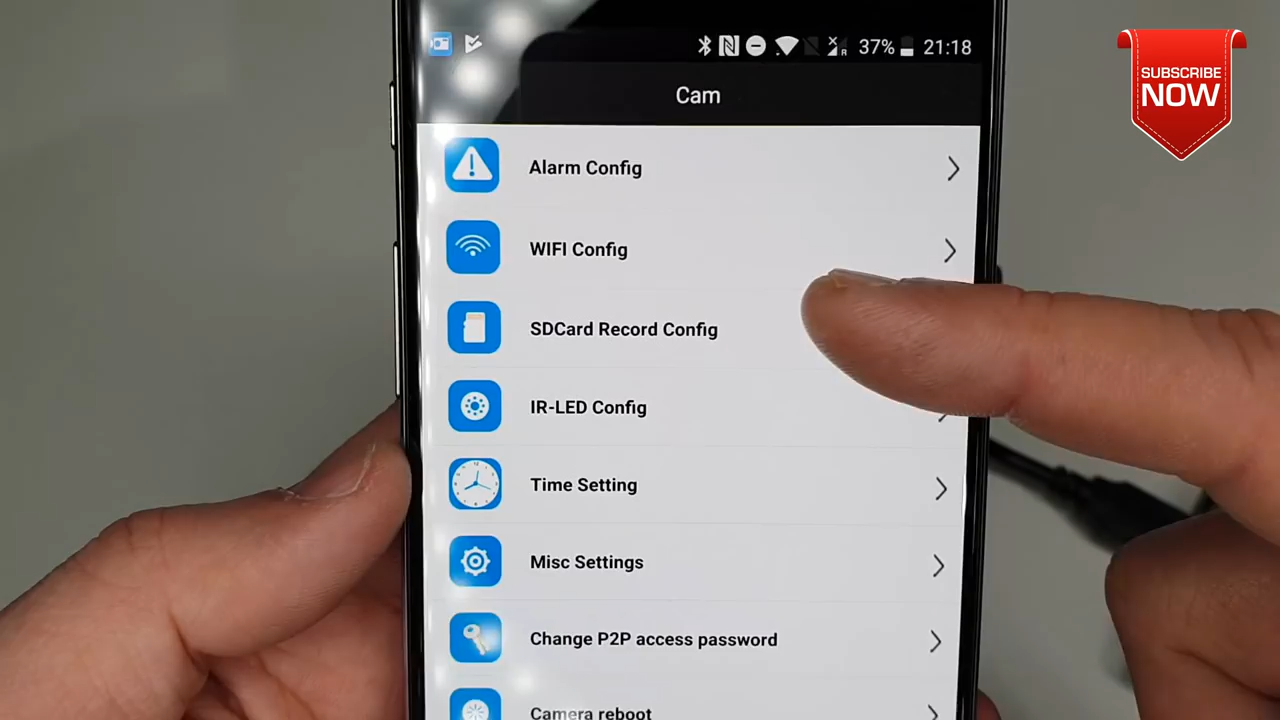 37% 21:18
SUBSCRIBE
NOW
Cam
Alarm Config
WIFI Config
SDCard Record Config
IR-LED Config
Time Setting
Misc Settings
Change P2P access password
Camera reboot